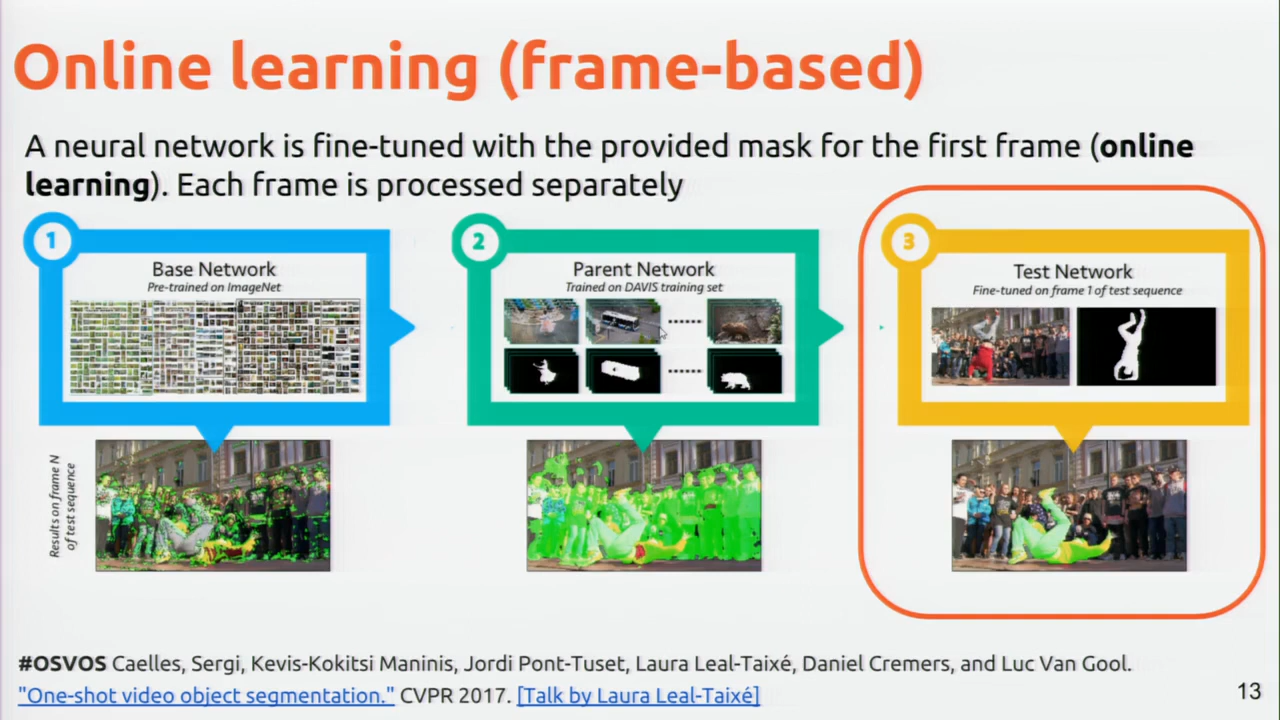 Online learning (frame-based)
A neural network is fine-tuned with the provided mask for the first frame (online
learning). Each frame is processed separately
1
Base Network
Pre-trained on ImageNet
2
Parent Network
Trained on DAVIS training set
3
Test Network
Fine-tuned on frame 1 of test sequence
Results on frame N
of test sequence
#OSVOS Caelles, Sergi, Kevis-Kokitsi Maninis, Jordi Pont-Tuset, Laura Leal-Taixé, Daniel Cremers, and Luc Van Gool.
"One-shot video object segmentation." CVPR 2017. [Talk by Laura Leal-Taixé]
13